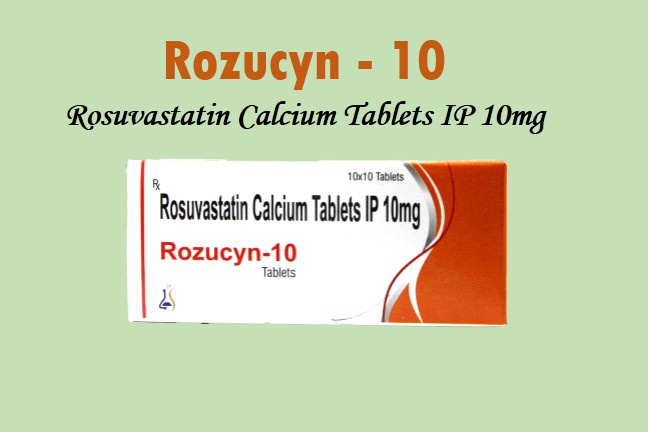 Rozucyn - 10
Rosuvastatin Calcium Tablets IP 10mg
10x10 Tablets
Rx
Rosuvastatin Calcium Tablets IP 10mg
Rozucyn-10
Tablets